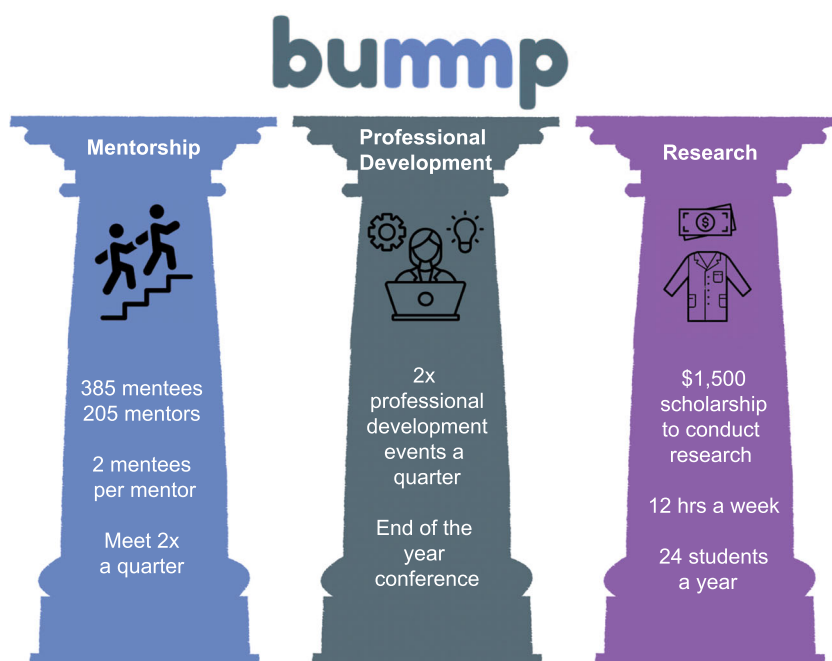 bummp
Mentorship
385 mentees
205 mentors
2 mentees
per mentor
Meet 2x
a quarter
Professional
Development
2x
professional
development
events a
quarter
End of the
year
conference
Research
$
$1,500
scholarship
to conduct
research
12 hrs a week
24 students
a year